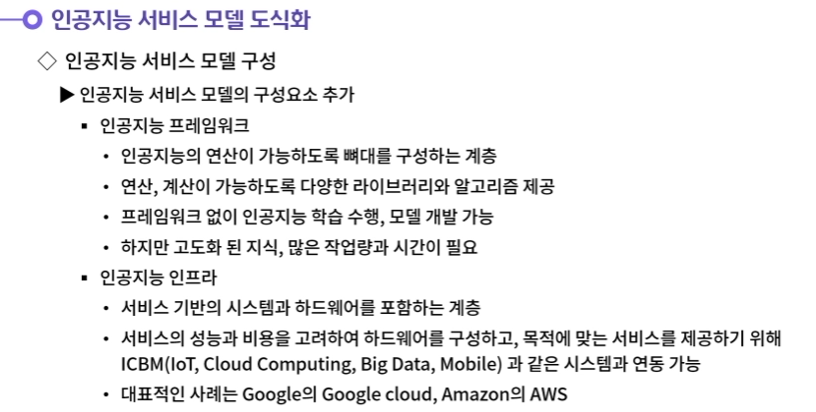 인공지능 서비스 모델 도식화
◇ 인공지능 서비스 모델 구성
▶ 인공지능 서비스 모델의 구성요소 추가
▪ 인공지능 프레임워크
• 인공지능의 연산이 가능하도록 뼈대를 구성하는 계층
• 연산, 계산이 가능하도록 다양한 라이브러리와 알고리즘 제공
• 프레임워크 없이 인공지능 학습 수행, 모델 개발 가능
• 하지만 고도화 된 지식, 많은 작업량과 시간이 필요
▪ 인공지능 인프라
• 서비스 기반의 시스템과 하드웨어를 포함하는 계층
• 서비스의 성능과 비용을 고려하여 하드웨어를 구성하고, 목적에 맞는 서비스를 제공하기 위해
ICBM(IoT, Cloud Computing, Big Data, Mobile) 과 같은 시스템과 연동 가능
• 대표적인 사례는 Google의 Google cloud, Amazon의 AWS